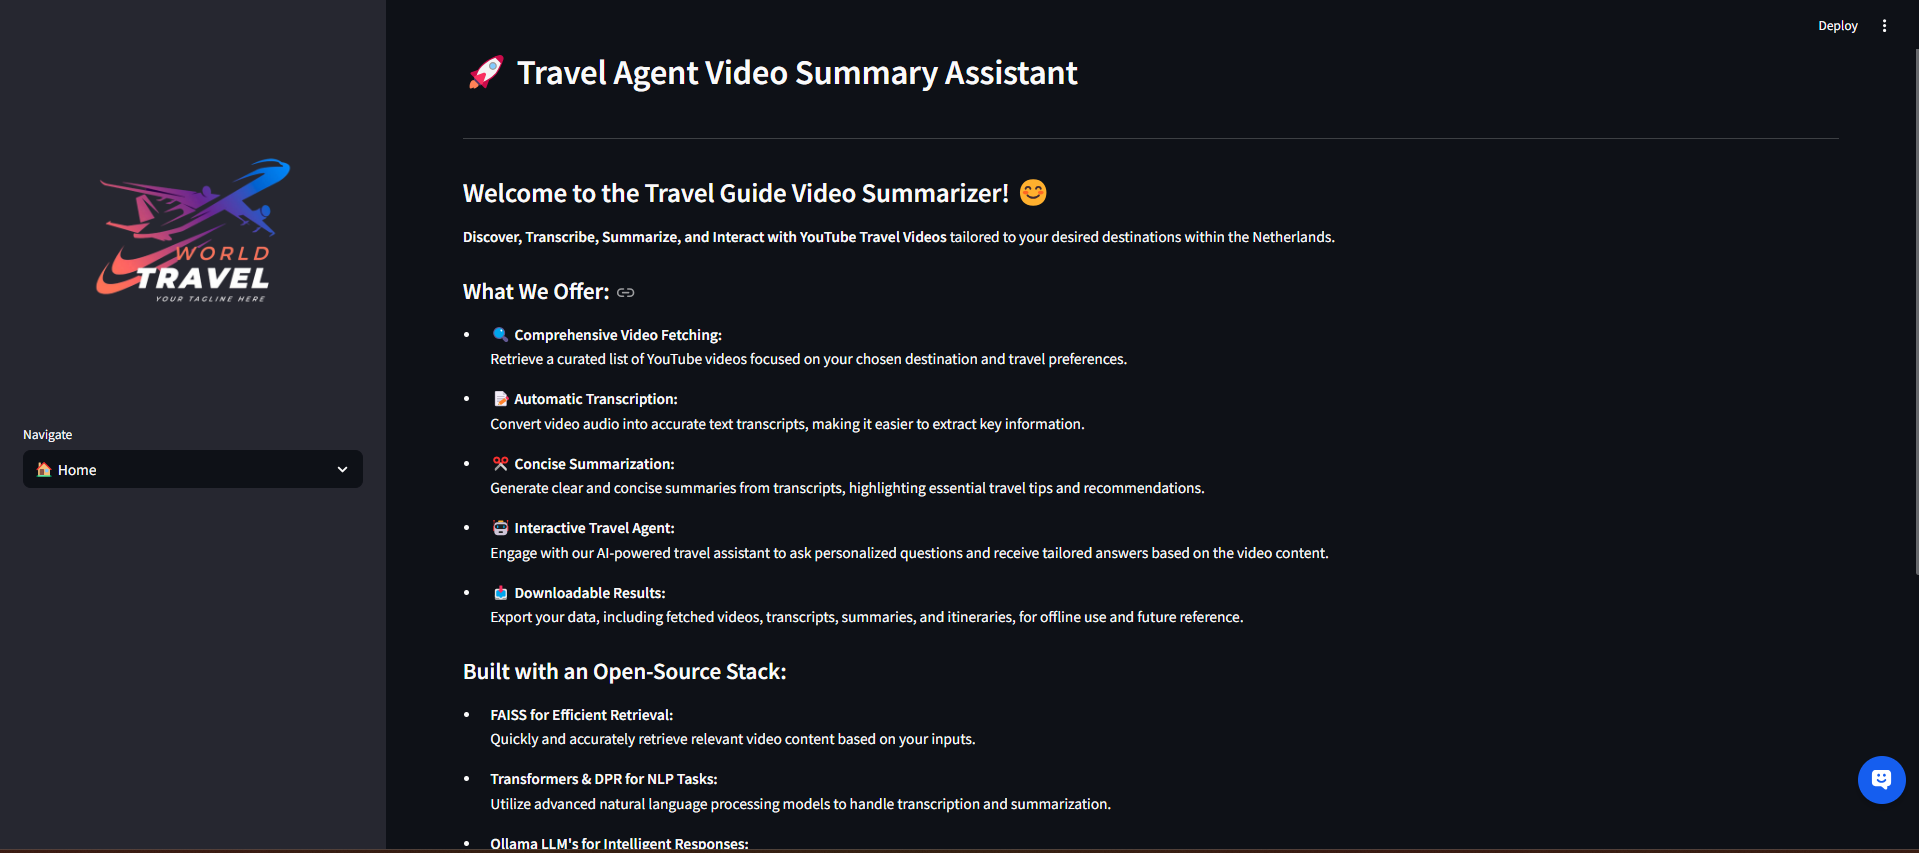 Deploy
🚀 Travel Agent Video Summary Assistant
WORLD
TRAVEL
YOUR TAGLINE HERE
Navigate
🏠 Home
Welcome to the Travel Guide Video Summarizer! 😊
Discover, Transcribe, Summarize, and Interact with YouTube Travel Videos tailored to your desired destinations within the Netherlands.
What We Offer:
• 🔍 Comprehensive Video Fetching:
Retrieve a curated list of YouTube videos focused on your chosen destination and travel preferences.
• 📝 Automatic Transcription:
Convert video audio into accurate text transcripts, making it easier to extract key information.
• ✂️ Concise Summarization:
Generate clear and concise summaries from transcripts, highlighting essential travel tips and recommendations.
• 🤖 Interactive Travel Agent:
Engage with our AI-powered travel assistant to ask personalized questions and receive tailored answers based on the video content.
• 📥 Downloadable Results:
Export your data, including fetched videos, transcripts, summaries, and itineraries, for offline use and future reference.
Built with an Open-Source Stack:
• FAISS for Efficient Retrieval:
Quickly and accurately retrieve relevant video content based on your inputs.
• Transformers & DPR for NLP Tasks:
Utilize advanced natural language processing models to handle transcription and summarization.
• Ollama LLM's for Intelligent Responses: